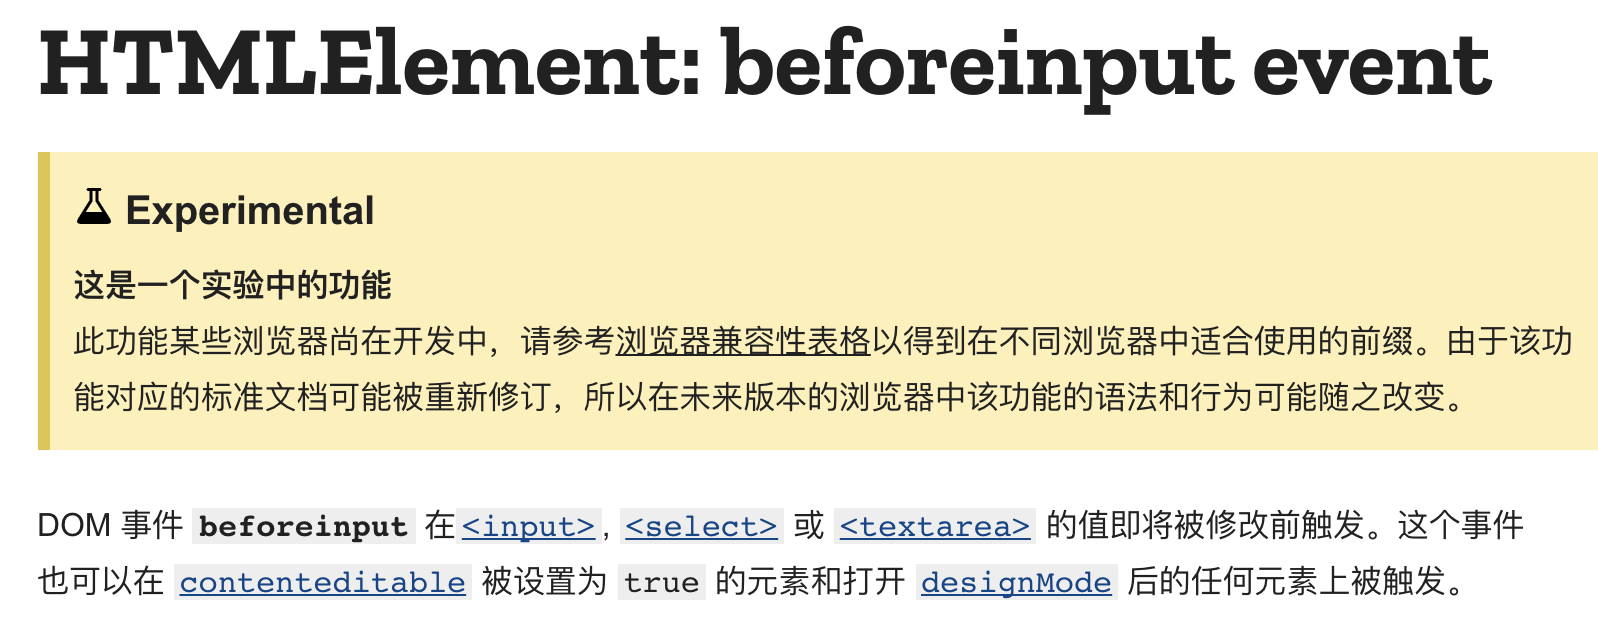 HTMLElement: beforeinput event
Experimental
这是一个实验中的功能
此功能某些浏览器尚在开发中，请参考浏览器兼容性表格以得到在不同浏览器中适合使用的前缀。由于该功
能对应的标准文档可能被重新修订，所以在未来版本的浏览器中该功能的语法和行为可能随之改变。
DOM 事件 beforeinput 在<input>, <select> 或 <textarea> 的值即将被修改前触发。这个事件
也可以在 contenteditable 被设置为 true 的元素和打开 designMode 后的任何元素上被触发。